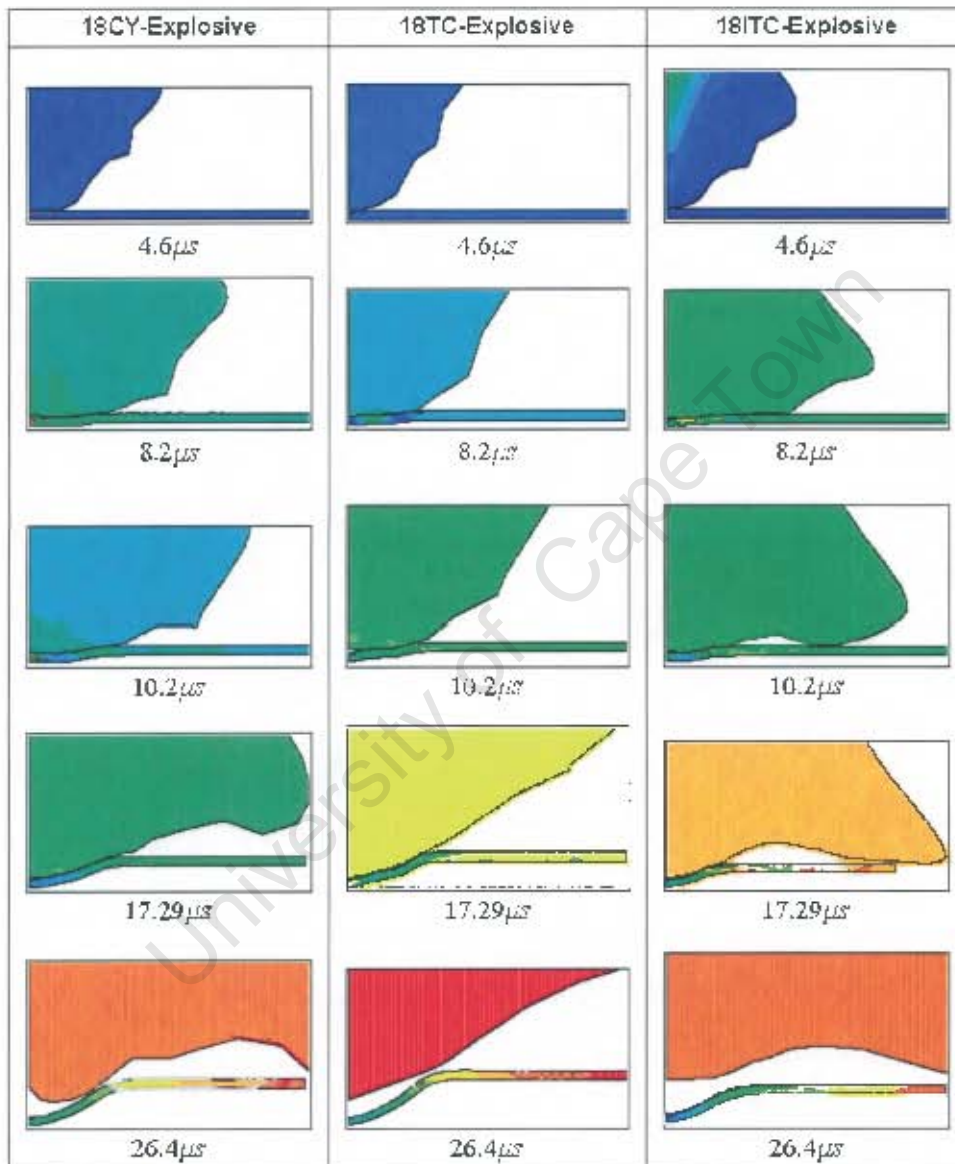 18CY-Explosive 18TC-Explosive 18ITC-Explosive
4.6μs 4.6μs 4.6μs
8.2μs 8.2μs 8.2μs
10.2μs 10.2μs 10.2μs
17.29μs 17.29μs 17.29μs
26.4μs 26.4μs 26.4μs
University of Cape Town